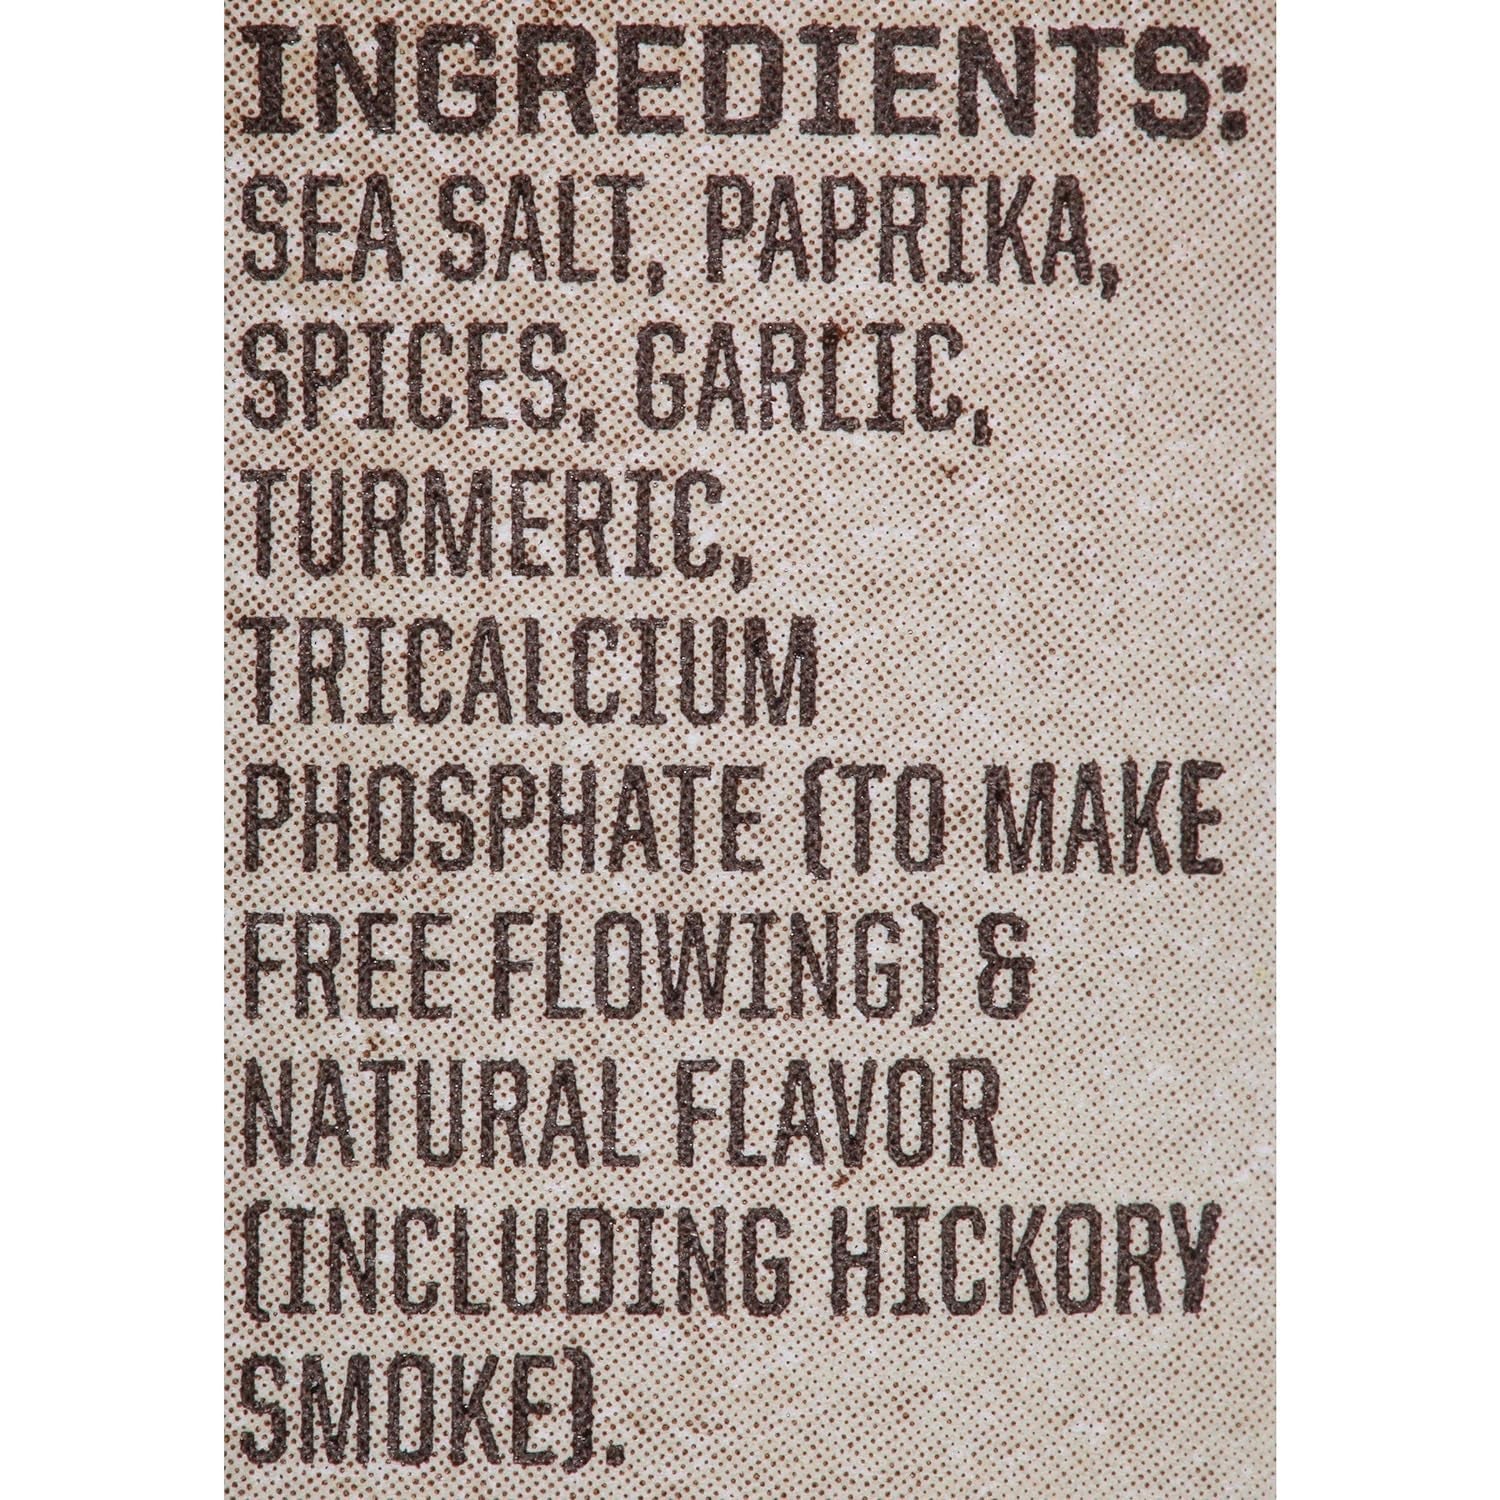 INGREDIENTS:
SEA SALT, PAPRIKA,
SPICES, GARLIC,
TURMERIC,
TRICALCIUM
PHOSPHATE (TO MAKE
FREE FLOWING) &
NATURAL FLAVOR
(INCLUDING HICKORY
SMOKE).